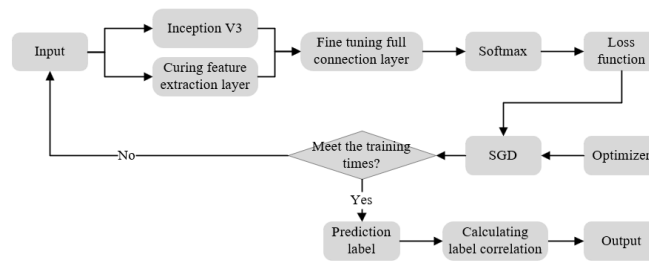 Inception V3
Input
Curing feature
extraction layer
Fine tuning full
connection layer
Softmax
Loss
function
No
Meet the training
times?
SGD
Optimizer
Yes
Prediction
label
Calculating
label correlation
Output